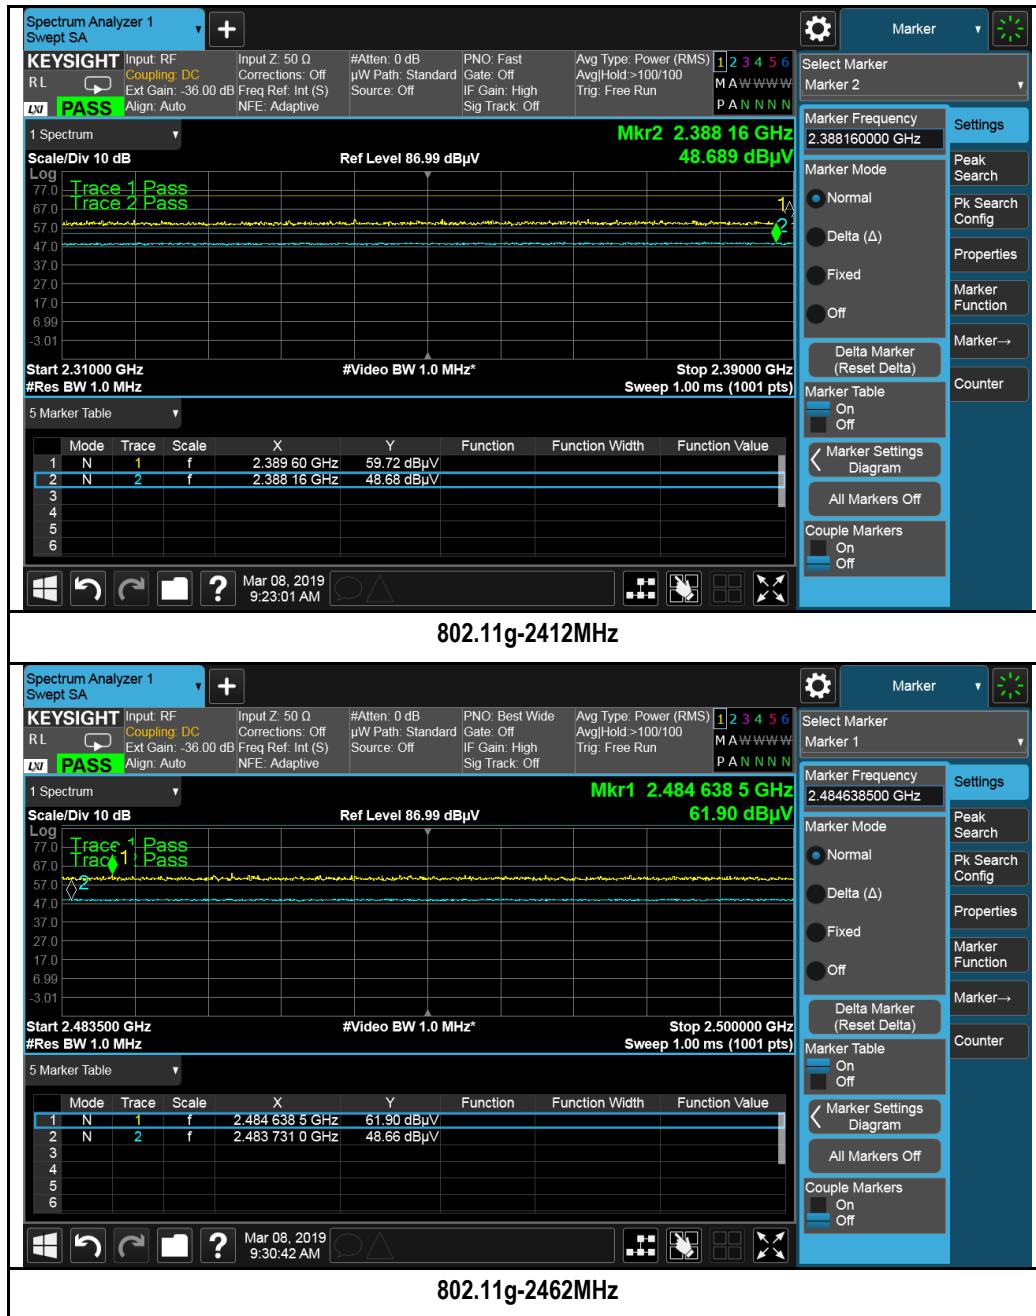 Spectrum Analyzer 1
Swept SA
Marker
KEYSIGHT Input: RF Input Z: 50 Ω #Atten: 0 dB PNO: Fast Avg Type: Power (RMS) 1 2 3 4 5 6
RL Coupling: DC Corrections: Off µW Path: Standard Gate: Off Avg|Hold:>100/100 M A W W W W
Ext Gain: -36.00 dB Freq Ref: Int (S) Source: Off IF Gain: High Trig: Free Run
LXI PASS Align: Auto NFE: Adaptive Sig Track: Off P A N N N N
Select Marker
Marker 2
1 Spectrum
Mkr2 2.388 16 GHz
Scale/Div 10 dB Ref Level 86.99 dBµV 48.689 dBµV
Log
77.0 Trace 1 Pass
67.0 Trace 2 Pass 1
57.0 2
47.0
37.0
27.0
17.0
6.99
-3.01
Start 2.31000 GHz #Video BW 1.0 MHz* Stop 2.39000 GHz
#Res BW 1.0 MHz Sweep 1.00 ms (1001 pts)
5 Marker Table
Mode Trace Scale X Y Function Function Width Function Value
1 N 1 f 2.389 60 GHz 59.72 dBµV
2 N 2 f 2.388 16 GHz 48.68 dBµV
3
4
5
6
Marker Frequency
2.388160000 GHz
Marker Mode
Normal
Delta (Δ)
Fixed
Off
Delta Marker
(Reset Delta)
Marker Table
On
Off
Marker Settings
Diagram
All Markers Off
Couple Markers
On
Off
Settings
Peak
Search
Pk Search
Config
Properties
Marker
Function
Marker→
Counter
? Mar 08, 2019
9:23:01 AM
802.11g-2412MHz
Spectrum Analyzer 1
Swept SA
Marker
KEYSIGHT Input: RF Input Z: 50 Ω #Atten: 0 dB PNO: Best Wide Avg Type: Power (RMS) 1 2 3 4 5 6
RL Coupling: DC Corrections: Off µW Path: Standard Gate: Off Avg|Hold:>100/100 M A W W W W
Ext Gain: -36.00 dB Freq Ref: Int (S) Source: Off IF Gain: High Trig: Free Run
LXI PASS Align: Auto NFE: Adaptive Sig Track: Off P A N N N N
Select Marker
Marker 1
1 Spectrum
Mkr1 2.484 638 5 GHz
Scale/Div 10 dB Ref Level 86.99 dBµV 61.90 dBµV
Log
77.0 Trace 1 Pass
67.0 Trace 2 Pass 1
57.0 2
47.0
37.0
27.0
17.0
6.99
-3.01
Start 2.483500 GHz #Video BW 1.0 MHz* Stop 2.500000 GHz
#Res BW 1.0 MHz Sweep 1.00 ms (1001 pts)
5 Marker Table
Mode Trace Scale X Y Function Function Width Function Value
1 N 1 f 2.484 638 5 GHz 61.90 dBµV
2 N 2 f 2.483 731 0 GHz 48.66 dBµV
3
4
5
6
Marker Frequency
2.484638500 GHz
Marker Mode
Normal
Delta (Δ)
Fixed
Off
Delta Marker
(Reset Delta)
Marker Table
On
Off
Marker Settings
Diagram
All Markers Off
Couple Markers
On
Off
Settings
Peak
Search
Pk Search
Config
Properties
Marker
Function
Marker→
Counter
? Mar 08, 2019
9:30:42 AM
802.11g-2462MHz